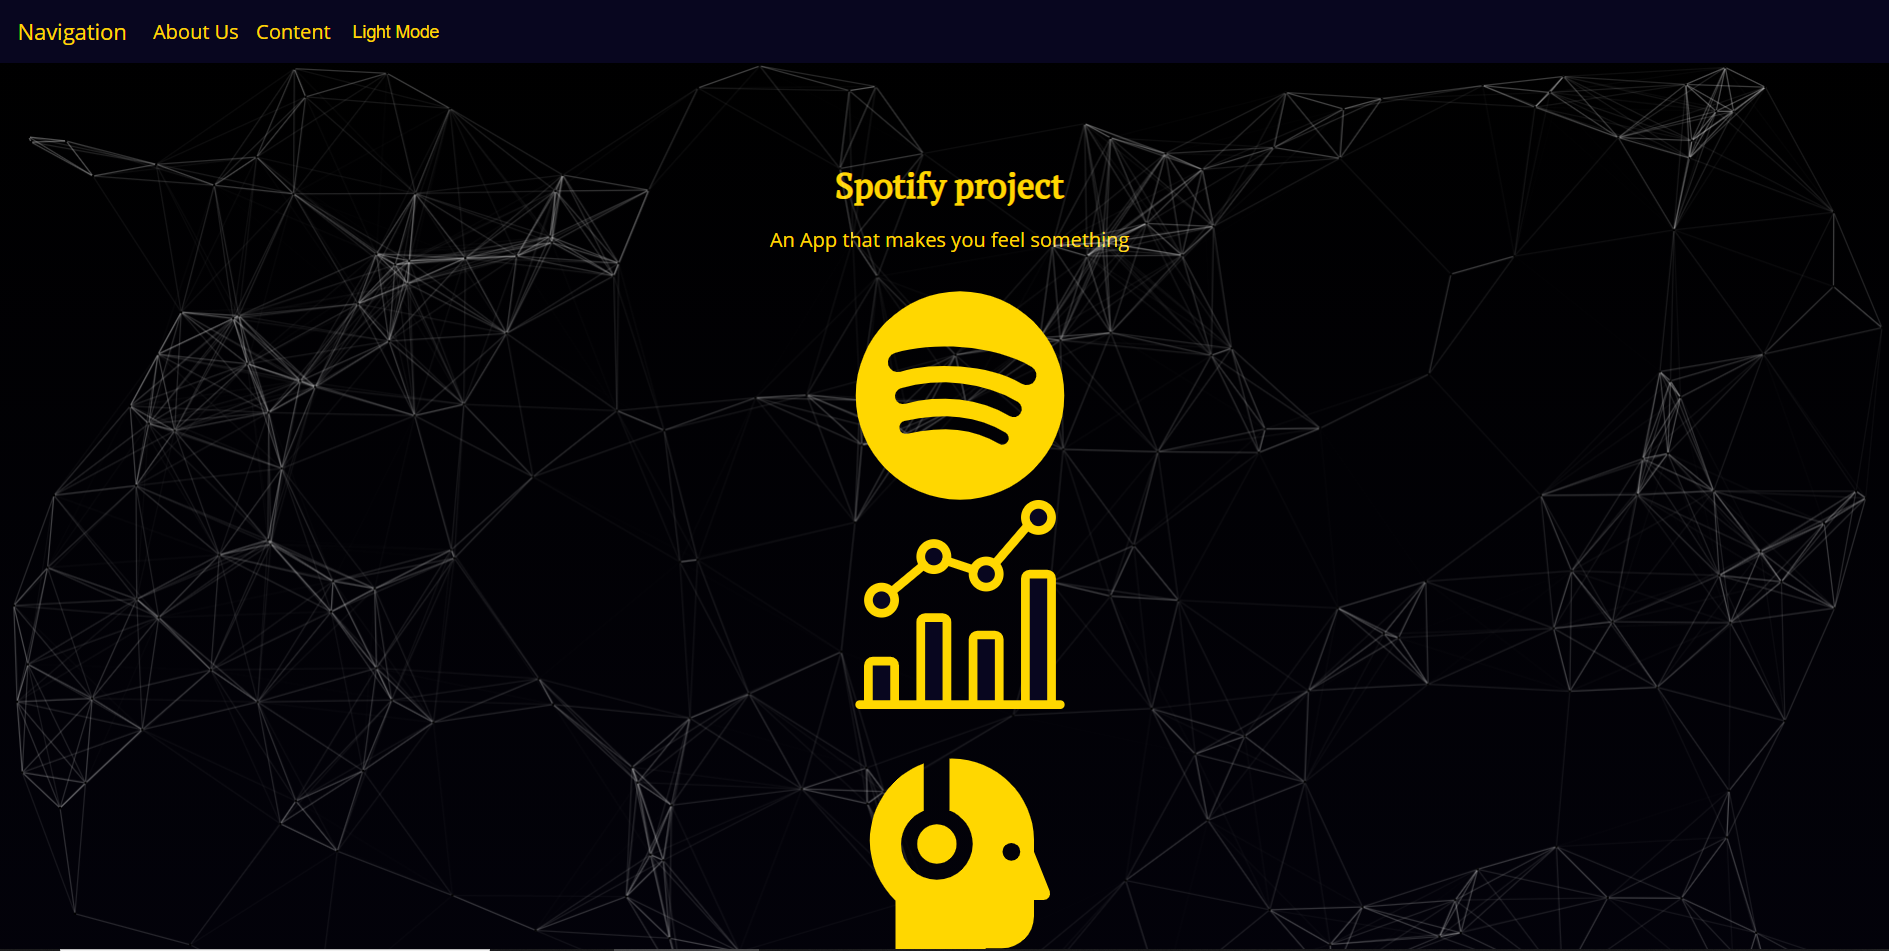 Navigation About Us Content Light Mode
Spotify project
An App that makes you feel something